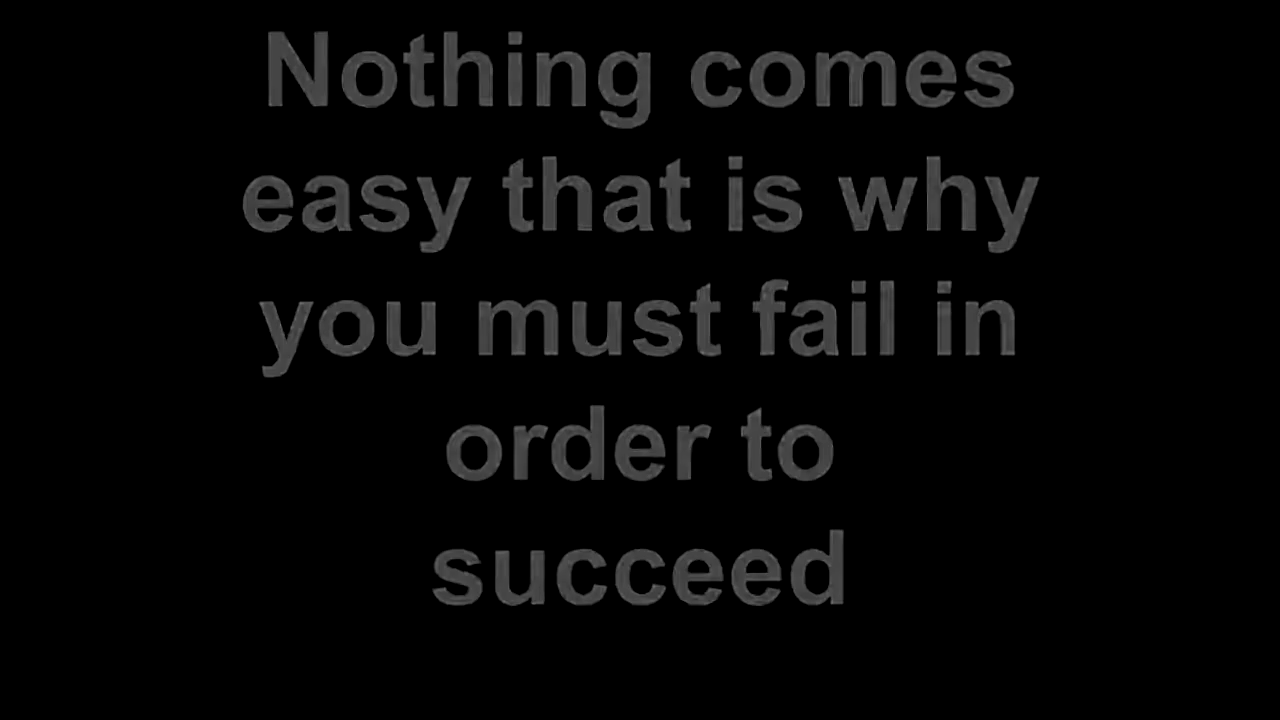 Nothing comes
easy that is why
you must fail in
order to
succeed